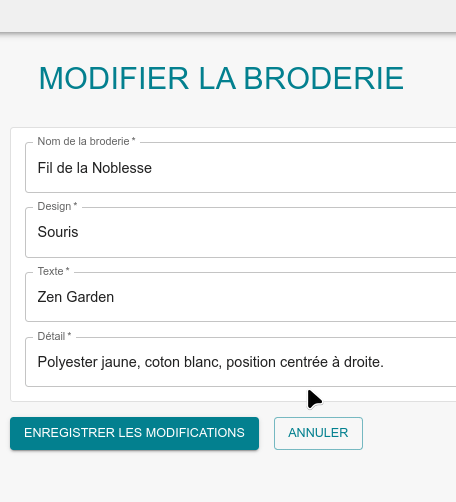 MODIFIER LA BRODERIE
Nom de la broderie *
Fil de la Noblesse
Design *
Souris
Texte *
Zen Garden
Détail *
Polyester jaune, coton blanc, position centrée à droite.
ENREGISTRER LES MODIFICATIONS
ANNULER